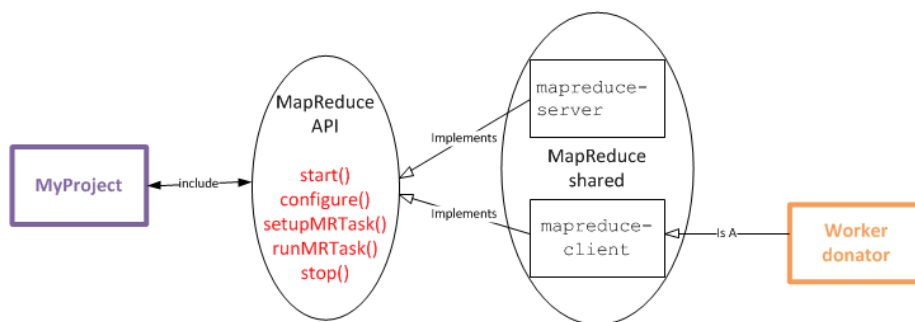 MyProject
include
MapReduce
API
start()
configure()
setupMRTask()
runMRTask()
stop()
Implements
Implements
mapreduce-
server
MapReduce
shared
mapreduce-
client
Is A
Worker
donator